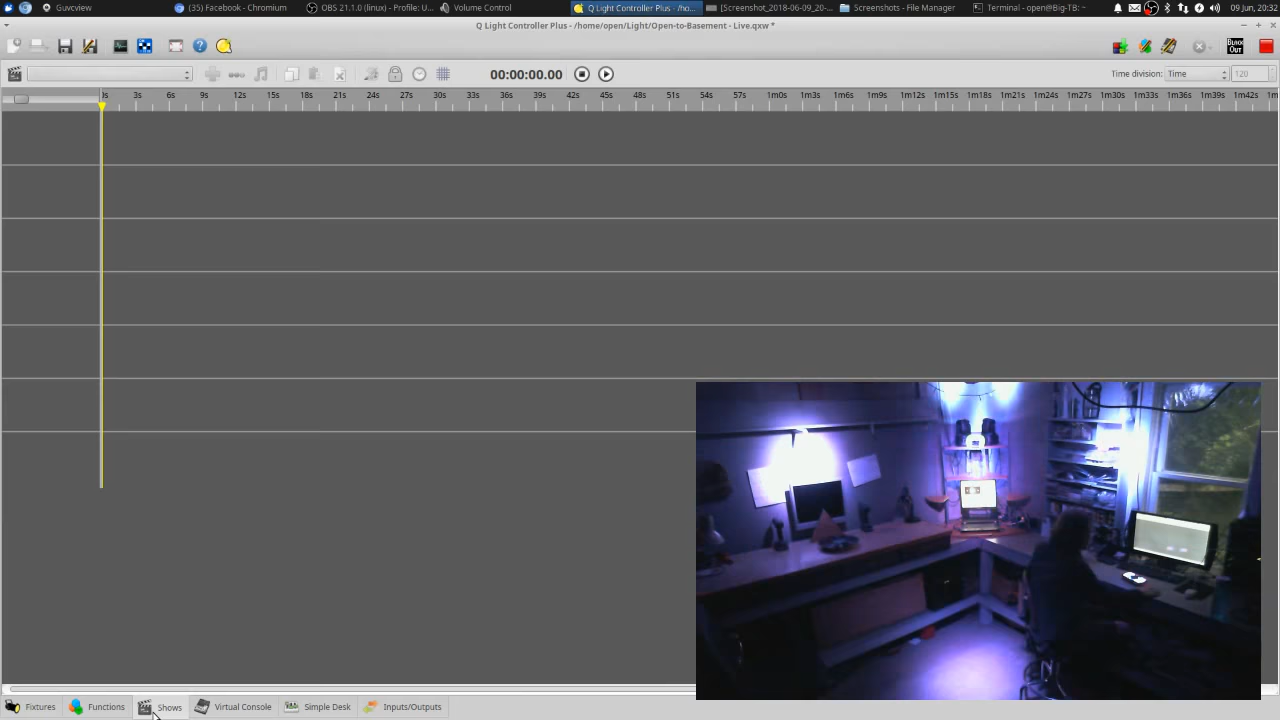 Guvcview
(35) Facebook - Chromium
OBS 21.1.0 (linux) - Profile: U...
Volume Control
Q Light Controller Plus - /ho...
[Screenshot_2018-06-09_20-...
Screenshots - File Manager
Terminal - open@Big-TB: ~
09 Jun, 20:32
Q Light Controller Plus - /home/open/Light/Open-to-Basement - Live.qxw *
BLACK OUT
00:00:00.00
Time division: Time 120
0s 3s 6s 9s 12s 15s 18s 21s 24s 27s 30s 33s 36s 39s 42s 45s 48s 51s 54s 57s 1m0s 1m3s 1m6s 1m9s 1m12s 1m15s 1m18s 1m21s 1m24s 1m27s 1m30s 1m33s 1m36s 1m39s 1m42s 1m
Fixtures
Functions
Shows
Virtual Console
Simple Desk
Inputs/Outputs